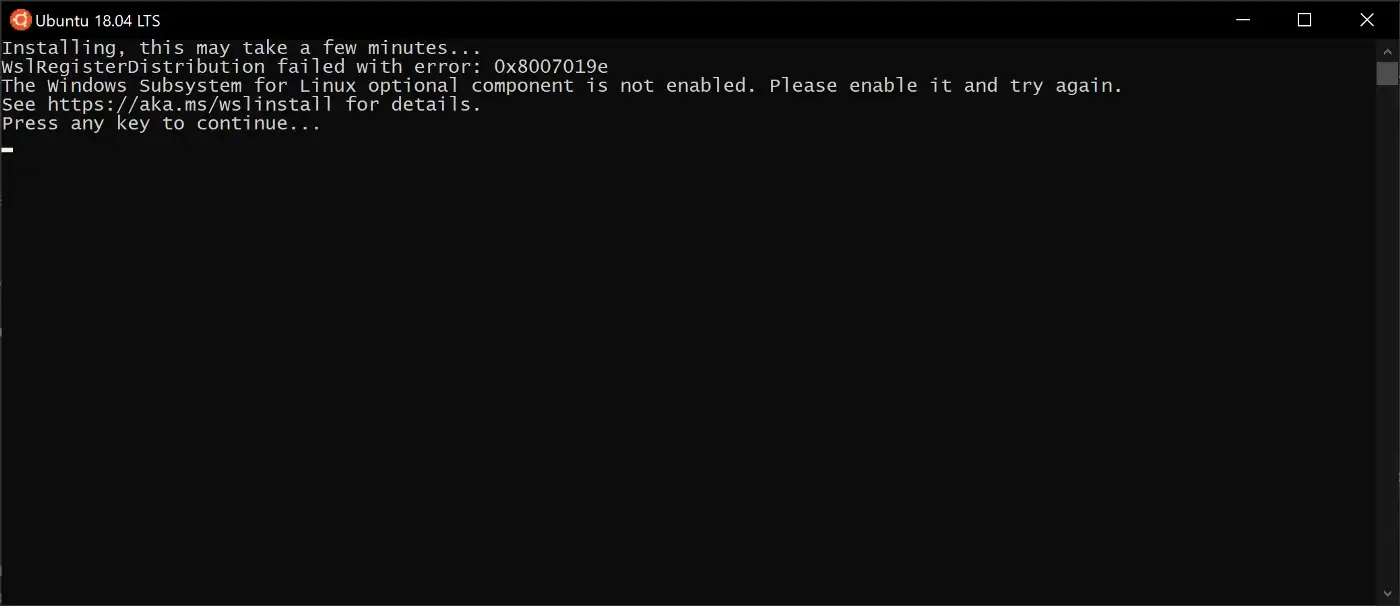 Ubuntu 18.04 LTS
Installing, this may take a few minutes...
WslRegisterDistribution failed with error: 0x8007019e
The Windows Subsystem for Linux optional component is not enabled. Please enable it and try again.
See https://aka.ms/wslinstall for details.
Press any key to continue...